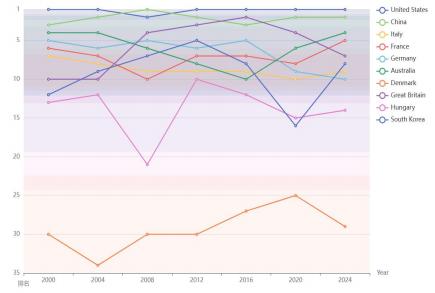 1
5
10
15
20
25
30
35
排名
2000
2004
2008
2012
2016
2020
2024
Year
United States
China
Italy
France
Germany
Australia
Denmark
Great Britain
Hungary
South Korea